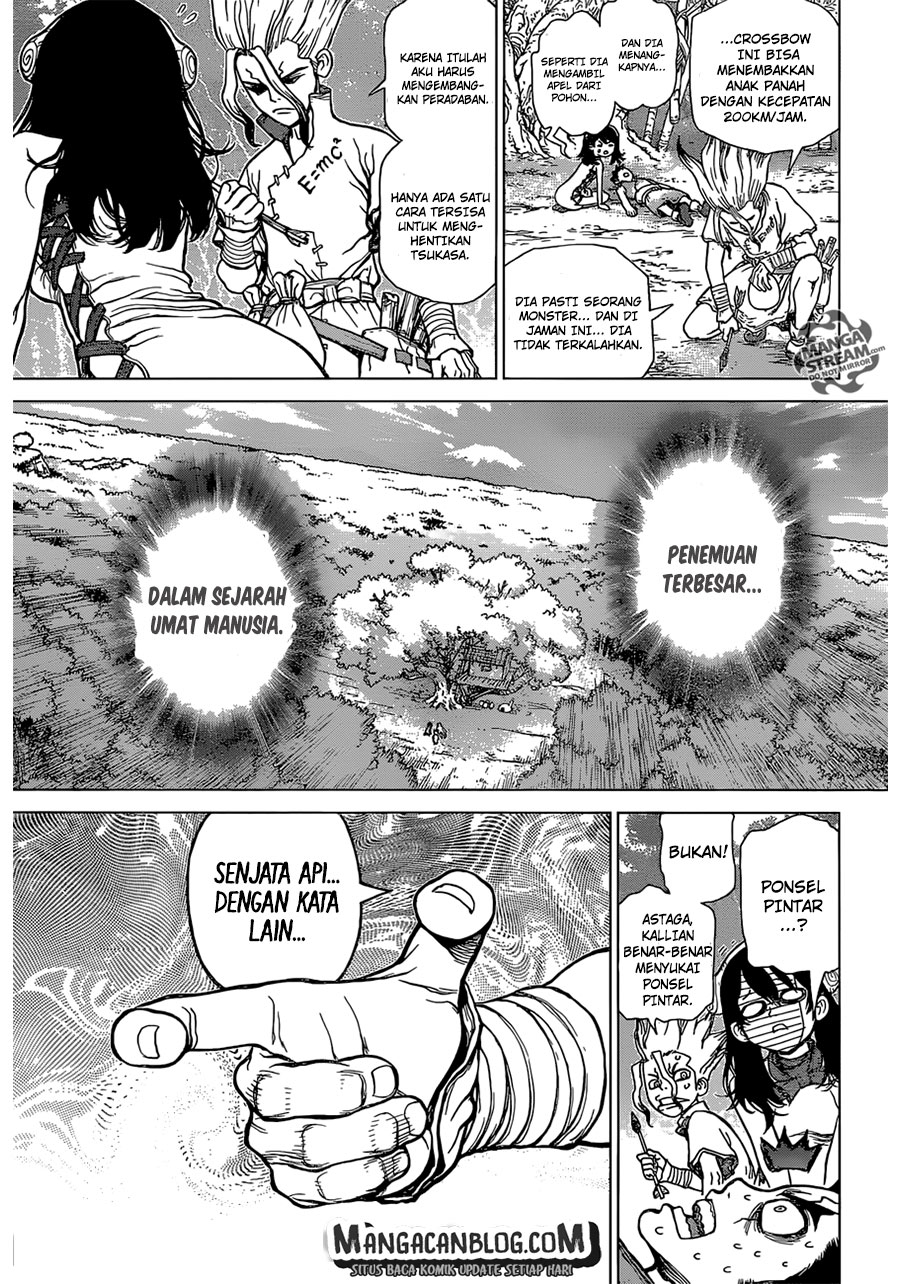 ...CROSSBOW
INI BISA
MENEMBAKKAN
ANAK PANAH
DENGAN KECEPATAN
200KM/JAM.
DAN DIA
MENANG-
KAPNYA...
SEPERTI DIA
MENGAMBIL
APEL DARI
POHON...
DIA PASTI SEORANG
MONSTER... DAN DI
JAMAN INI... DIA
TIDAK TERKALAHKAN.
MANGA
STREAM.com
DO NOT MIRROR!
KARENA ITULAH
AKU HARUS
MENGEMBANG-
KAN PERADABAN.
E=mc²
HANYA ADA SATU
CARA TERSISA
UNTUK MENG-
HENTIKAN
TSUKASA.
PENEMUAN
TERBESAR...
DALAM SEJARAH
UMAT MANUSIA.
PONSEL
PINTAR
...?
BUKAN!
ASTAGA,
KALLIAN
BENAR-BENAR
MENYUKAI
PONSEL
PINTAR.
SENJATA API...
DENGAN KATA
LAIN...
MANGACANBLOG.COM
SITUS BACA KOMIK UPDATE SETIAP HARI